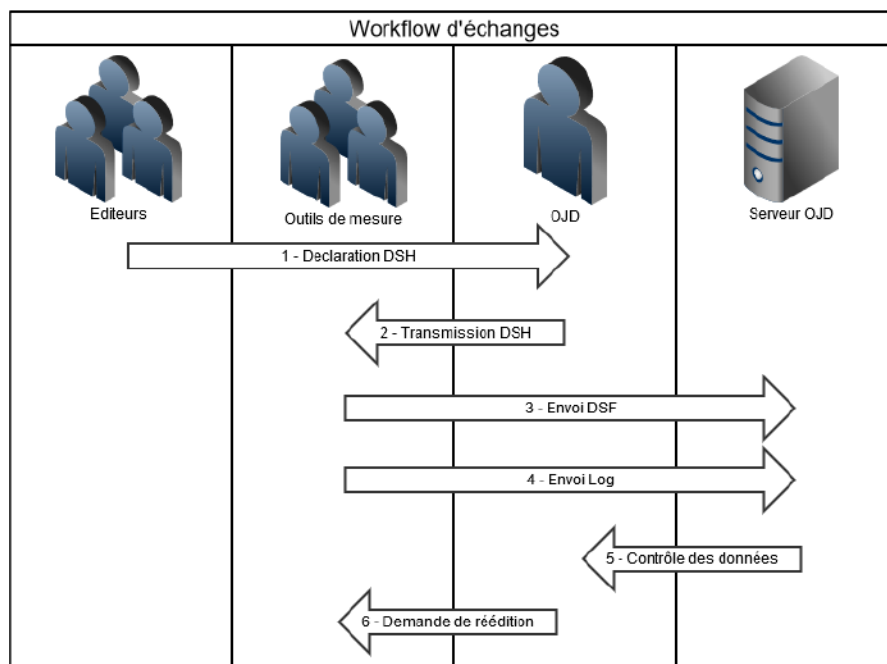 Workflow d'échanges
Editeurs
Outils de mesure
OJD
Serveur OJD
1 - Declaration DSH
2 - Transmission DSH
3 - Envoi DSF
4 - Envoi Log
5 - Contrôle des données
6 - Demande de réédition